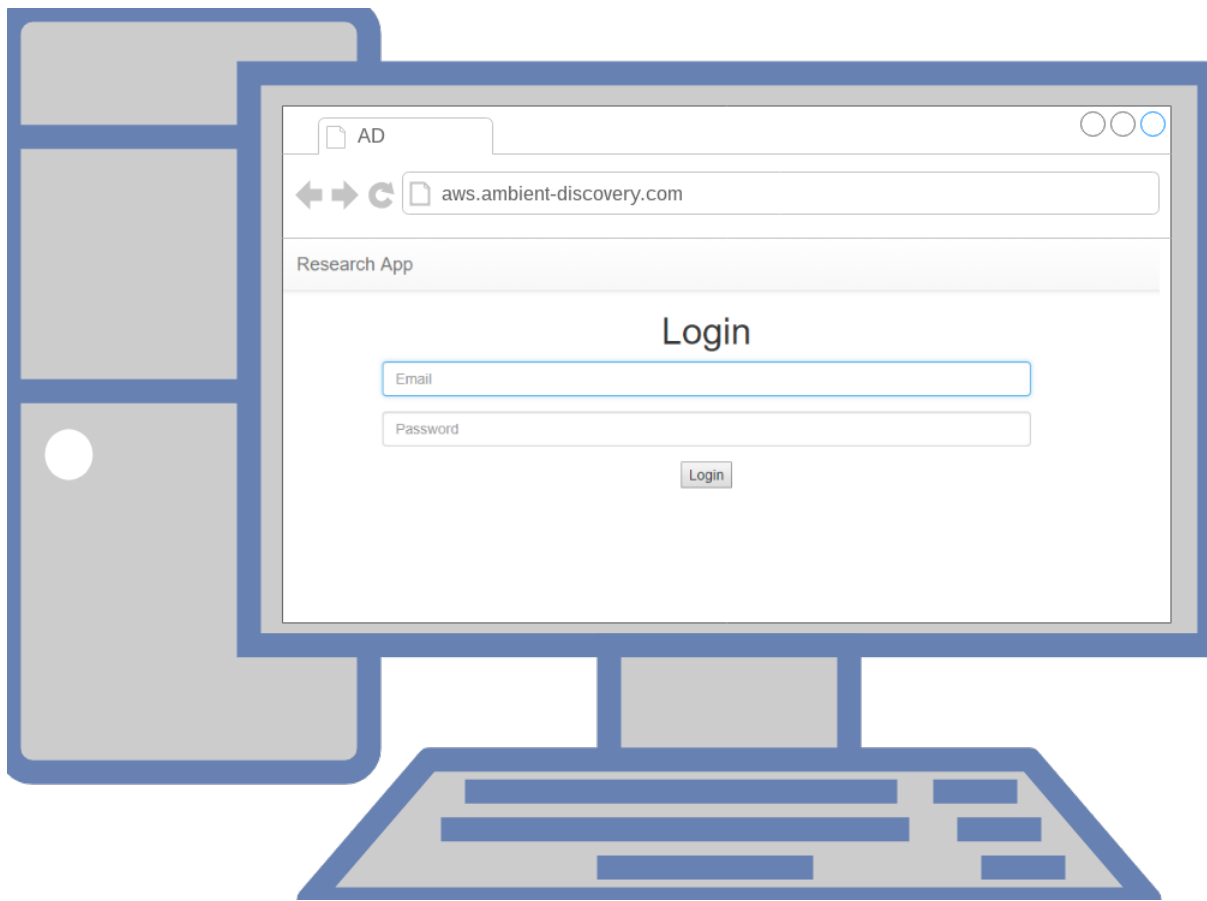 AD
aws.ambient-discovery.com
Research App
Login
Email
Password
Login